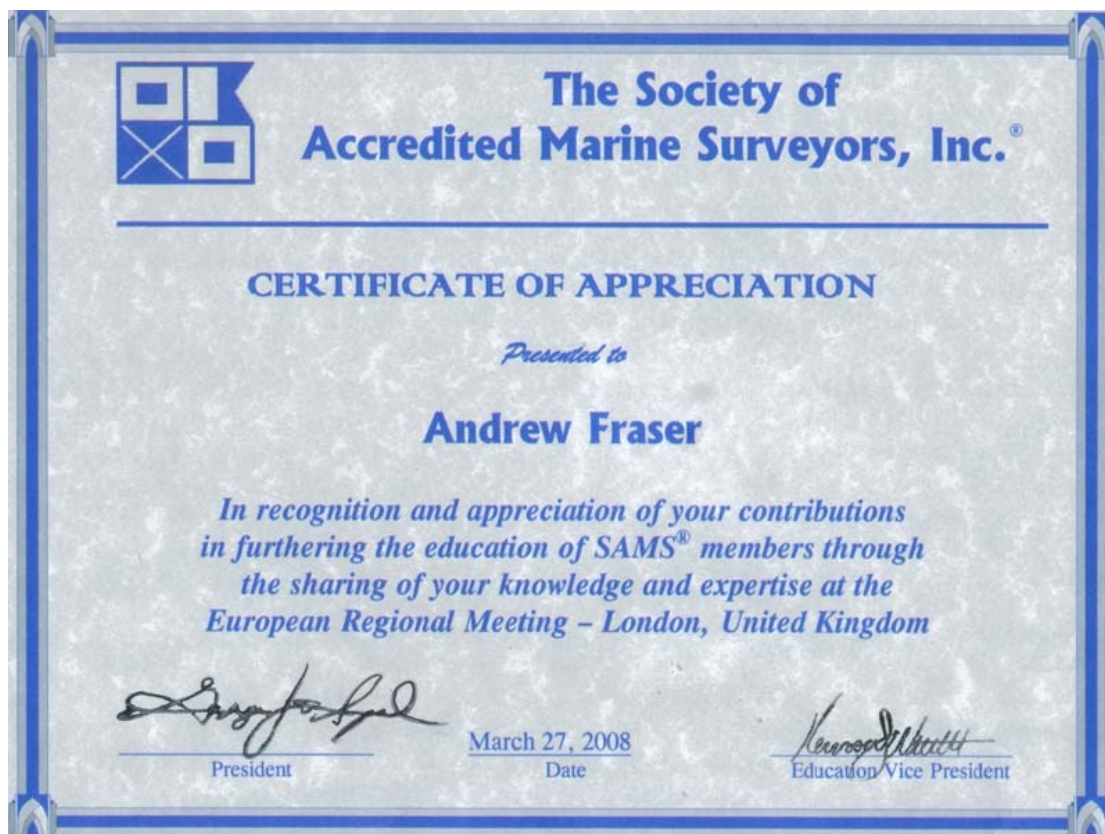 The Society of
Accredited Marine Surveyors, Inc.®
CERTIFICATE OF APPRECIATION
Presented to
Andrew Fraser
In recognition and appreciation of your contributions
in furthering the education of SAMS® members through
the sharing of your knowledge and expertise at the
European Regional Meeting – London, United Kingdom
March 27, 2008
President
Date
Education Vice President